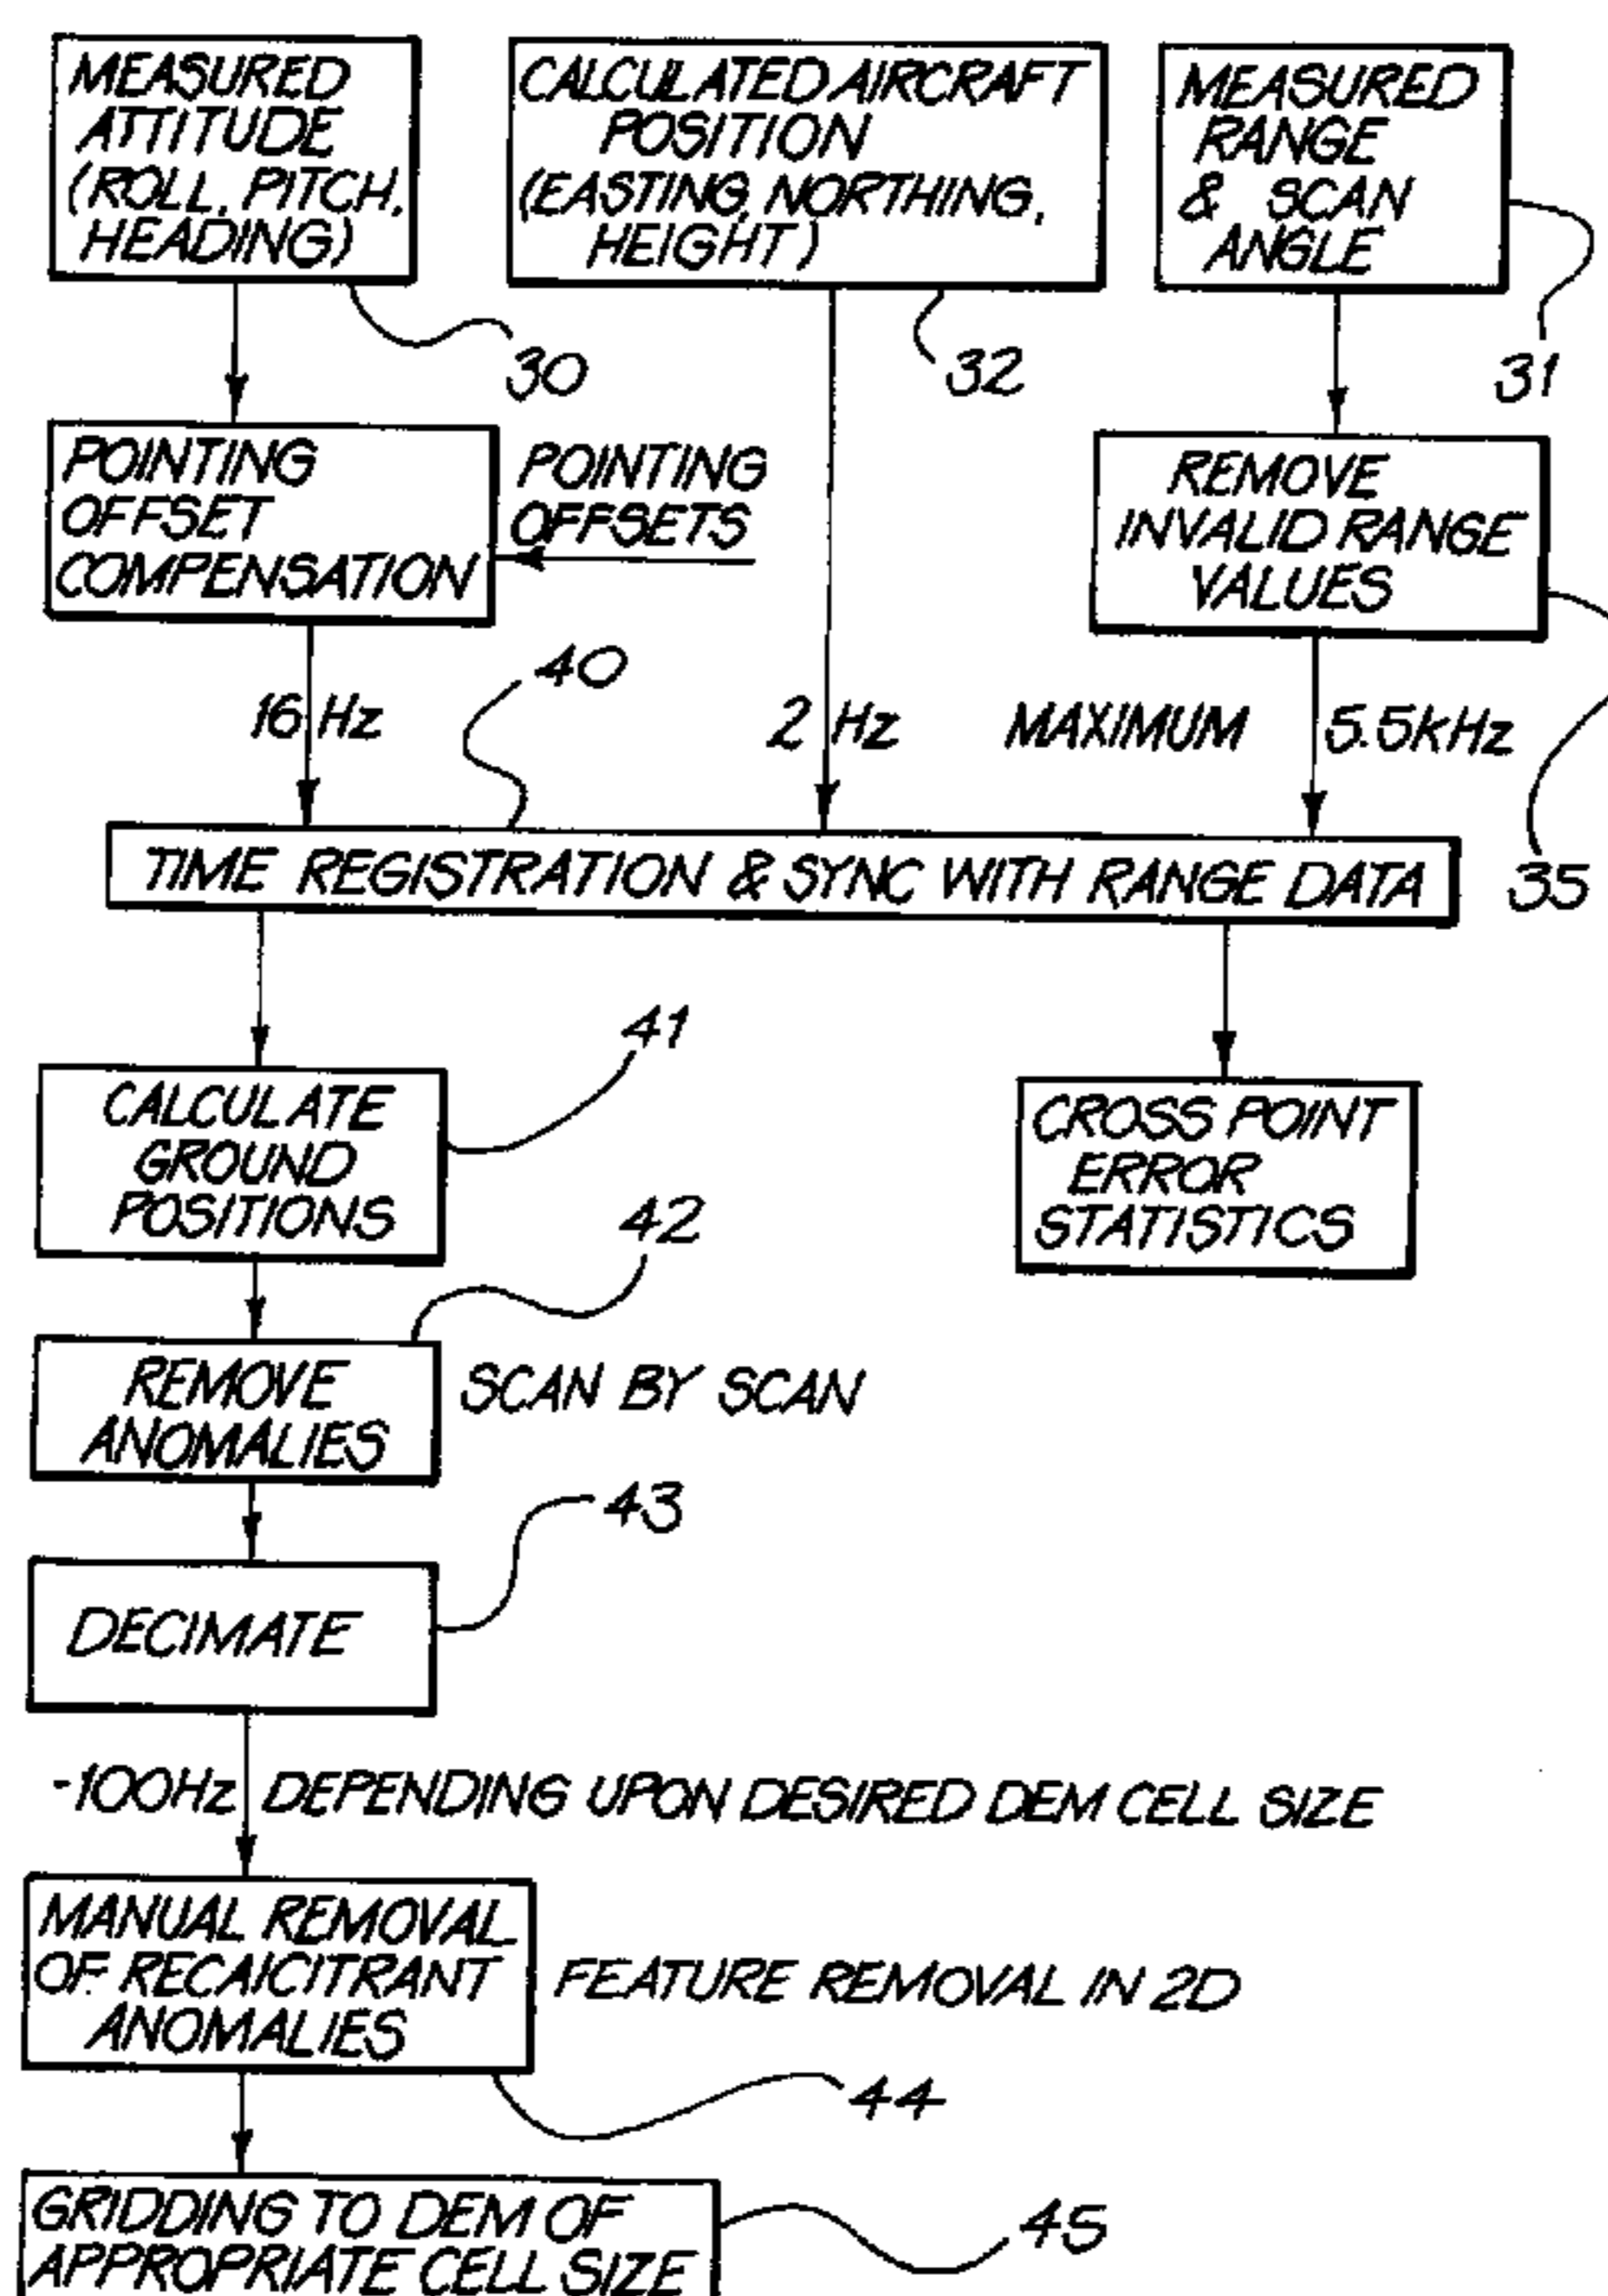 MEASURED
ATTITUDE
(ROLL, PITCH,
HEADING)
CALCULATED AIRCRAFT
POSITION
(EASTING, NORTHING,
HEIGHT)
MEASURED
RANGE
& SCAN
ANGLE
30
32
31
POINTING
OFFSET
COMPENSATION
POINTING
OFFSETS
REMOVE
INVALID RANGE
VALUES
40
16 Hz
2 Hz
MAXIMUM 5.5kHz
TIME REGISTRATION & SYNC WITH RANGE DATA
35
41
CALCULATE
GROUND
POSITIONS
CROSS POINT
ERROR
STATISTICS
42
REMOVE
ANOMALIES
SCAN BY SCAN
43
DECIMATE
-100Hz DEPENDING UPON DESIRED DEM CELL SIZE
MANUAL REMOVAL
OF RECAICITRANT
ANOMALIES
FEATURE REMOVAL IN 2D
44
GRIDDING TO DEM OF
APPROPRIATE CELL SIZE
45